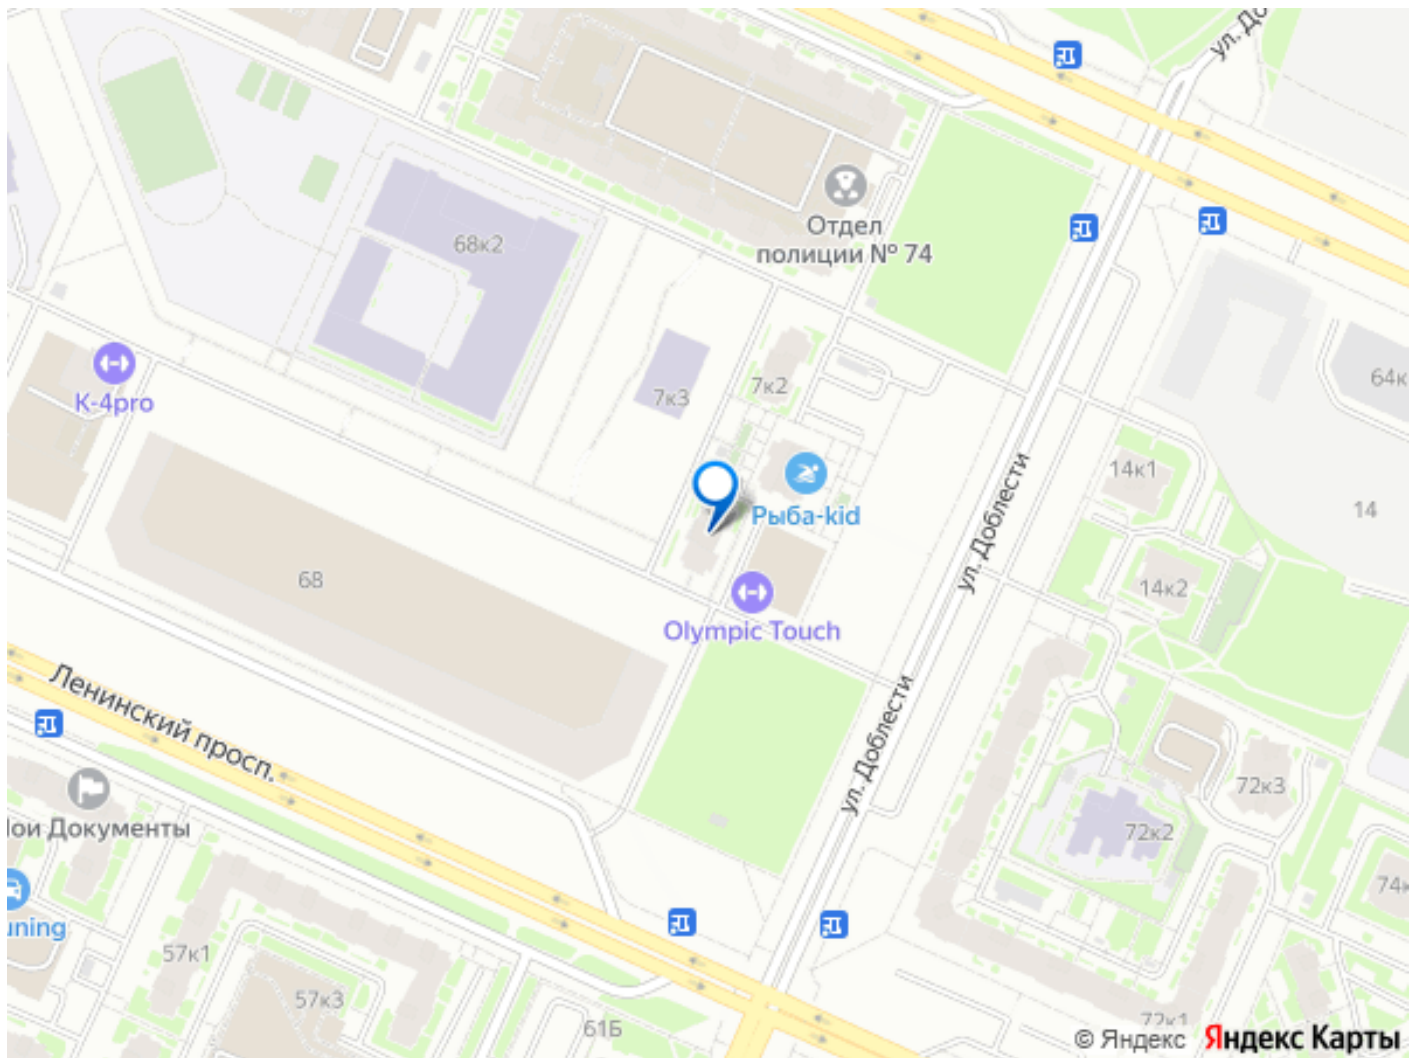 ул. До
68к2
Отдел
полиции № 74
64к
7к2
7к3
К-4pro
14к1
Рыба-kid
ул. Доблести
14
68
14к2
Olympic Touch
Ленинский просп.
ул. Доблести
72к3
ои Документы
72к2
74к
uning
57к1
57к3
61Б
72к1
© Яндекс Яндекс Карты